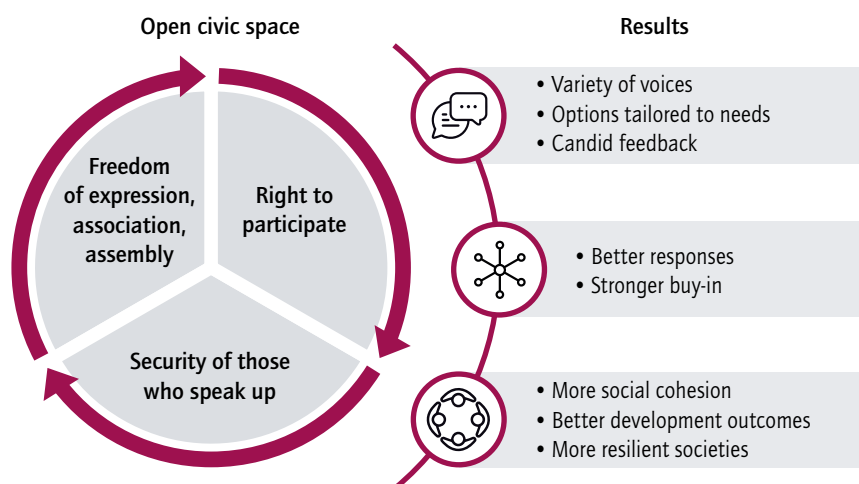 Open civic space
Freedom
of expression,
association,
assembly
Right to
participate
Security of those
who speak up
Results
• Variety of voices
• Options tailored to needs
• Candid feedback
• Better responses
• Stronger buy-in
• More social cohesion
• Better development outcomes
• More resilient societies